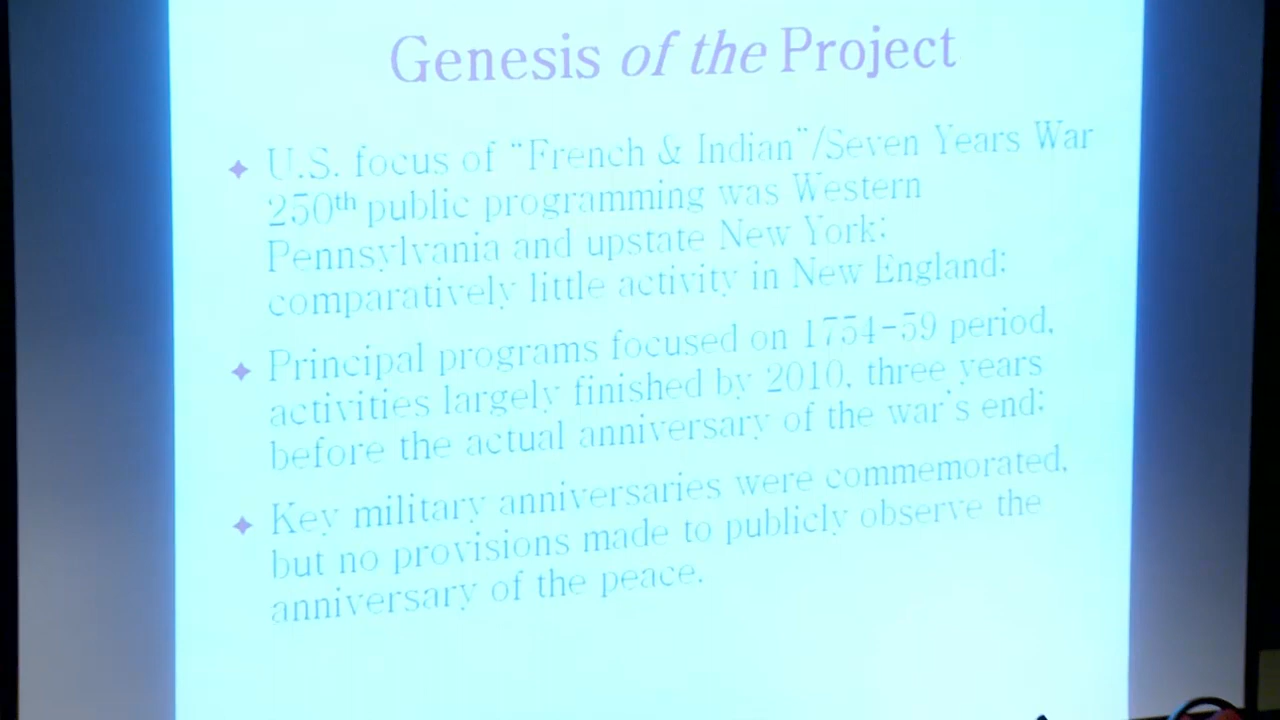 Genesis of the Project
U.S. focus of "French & Indian"/Seven Years War
250th public programming was Western
Pennsylvania and upstate New York;
comparatively little activity in New England;
Principal programs focused on 1754-59 period,
activities largely finished by 2010, three years
before the actual anniversary of the war's end;
Key military anniversaries were commemorated,
but no provisions made to publicly observe the
anniversary of the peace.